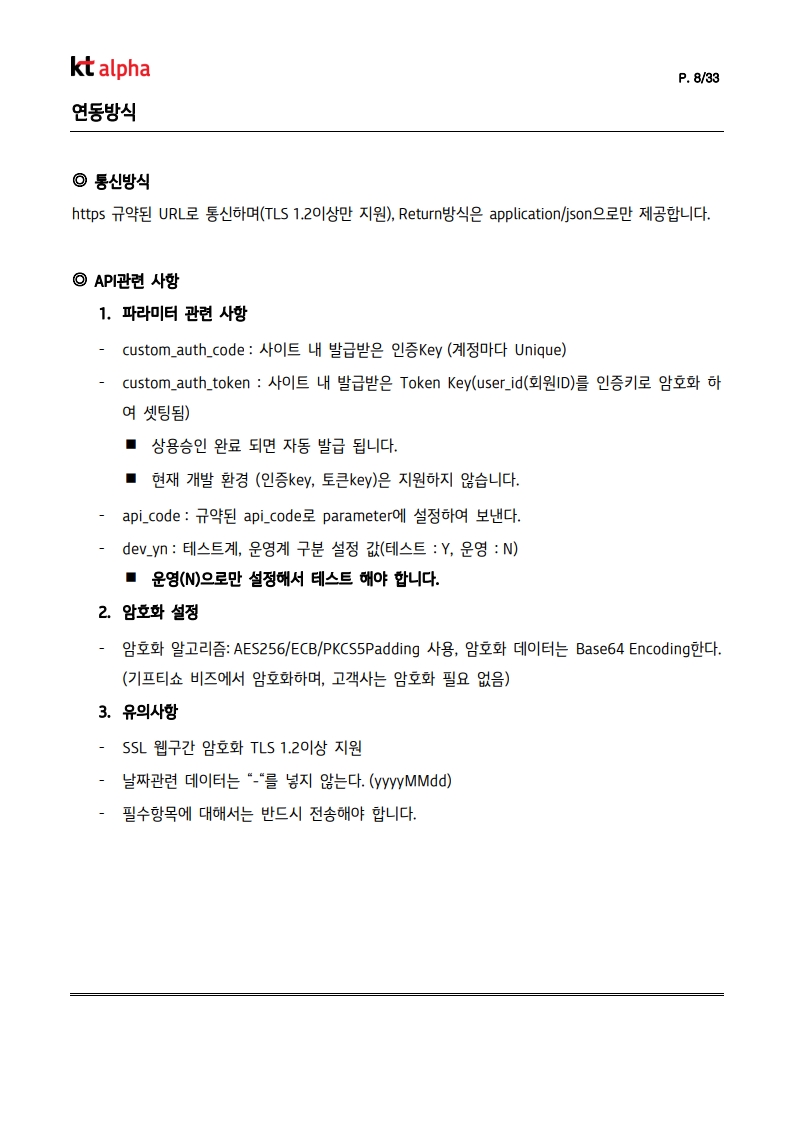 kt alpha
P. 8/33
연동방식
◎ 통신방식
https 규약된 URL로 통신하며(TLS 1.2이상만 지원), Return방식은 application/json으로만 제공합니다.
◎ API관련 사항
1. 파라미터 관련 사항
- custom_auth_code : 사이트 내 발급받은 인증Key (계정마다 Unique)
- custom_auth_token : 사이트 내 발급받은 Token Key(user_id(회원ID)를 인증키로 암호화 하
여 셋팅됨)
■ 상용승인 완료 되면 자동 발급 됩니다.
■ 현재 개발 환경 (인증key, 토큰key)은 지원하지 않습니다.
- api_code : 규약된 api_code로 parameter에 설정하여 보낸다.
- dev_yn : 테스트계, 운영계 구분 설정 값(테스트 : Y, 운영 : N)
■ 운영(N)으로만 설정해서 테스트 해야 합니다.
2. 암호화 설정
- 암호화 알고리즘: AES256/ECB/PKCS5Padding 사용, 암호화 데이터는 Base64 Encoding한다.
(기프티쇼 비즈에서 암호화하며, 고객사는 암호화 필요 없음)
3. 유의사항
- SSL 웹구간 암호화 TLS 1.2이상 지원
- 날짜관련 데이터는 “-“를 넣지 않는다. (yyyyMMdd)
- 필수항목에 대해서는 반드시 전송해야 합니다.